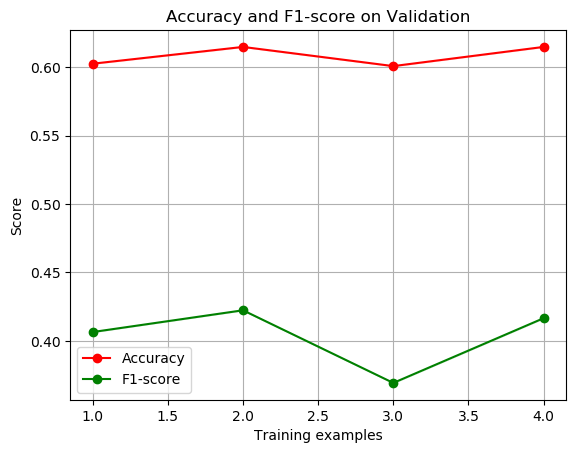 Accuracy and F1-score on Validation
0.60
0.55
0.50
0.45
0.40
Score
Accuracy
F1-score
1.0 1.5 2.0 2.5 3.0 3.5 4.0
Training examples